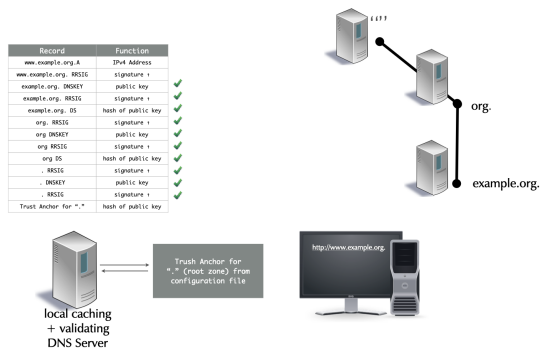 “.”
Record Function
www.example.org.A IPv4 Address
www.example.org. RRSIG signature ↑
example.org. DNSKEY public key
example.org. RRSIG signature ↑
example.org. DS hash of public key
org. RRSIG signature ↑
org DNSKEY public key
org RRSIG signature ↑
org DS hash of public key
. RRSIG signature ↑
. DNSKEY public key
. RRSIG signature ↑
Trust Anchor for "." hash of public key
org.
example.org.
Trush Anchor for
"." (root zone) from
configuration file
http://www.example.org.
local caching
+ validating
DNS Server